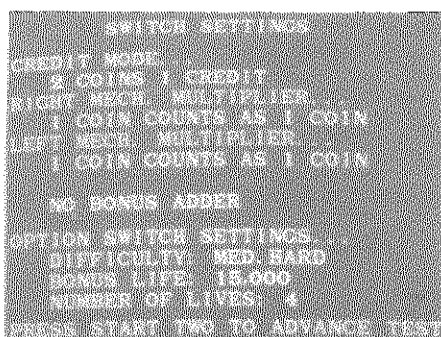 SWITCH SETTINGS
CREDIT MODE
2 COINS 1 CREDIT
RIGHT MECH. MULTIPLIER...
1 COIN COUNTS AS 1 COIN
LEFT MECH. MULTIPLIER...
1 COIN COUNTS AS 1 COIN
NO BONUS ADDER
OPTION SWITCH SETTINGS...
DIFFICULTY MED.HARD
BONUS LIFE 15,000
NUMBER OF LIVES 4
PRESS START TWO TO ADVANCE TEST